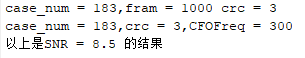 case_num = 183,fram = 1000 crc = 3
case_num = 183,crc = 3,CFOFreq = 300
以上是SNR = 8.5 的结果